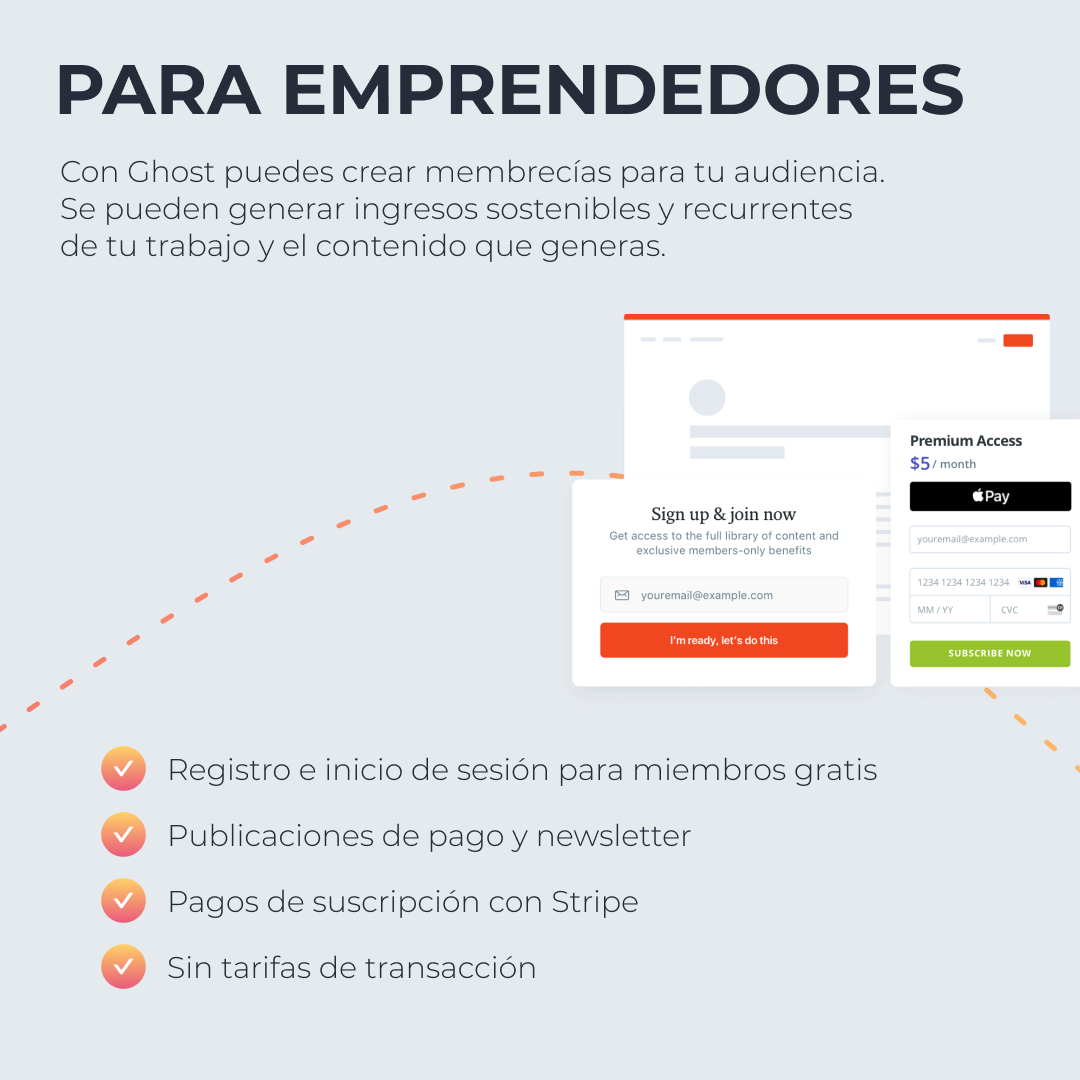 PARA EMPRENDEDORES
Con Ghost puedes crear membrecías para tu audiencia.
Se pueden generar ingresos sostenibles y recurrentes
de tu trabajo y el contenido que generas.
Sign up & join now
Get access to the full library of content and
exclusive members-only benefits
youremail@example.com
I'm ready, let's do this
Premium Access
$5 / month
Pay
youremail@example.com
1234 1234 1234 1234 VISA
MM / YY CVC
SUBSCRIBE NOW
Registro e inicio de sesión para miembros gratis
Publicaciones de pago y newsletter
Pagos de suscripción con Stripe
Sin tarifas de transacción